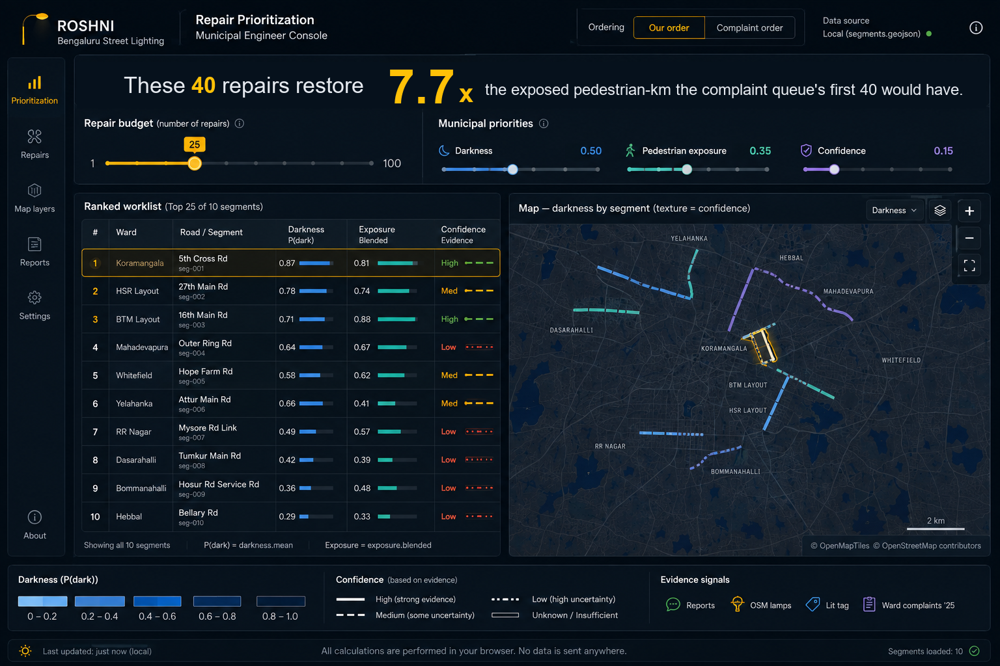 ROSHNI
Bengaluru Street Lighting
Repair Prioritization
Municipal Engineer Console
Ordering
Our order
Complaint order
Data source
Local (segments.geojson)
These 40 repairs restore 7.7x the exposed pedestrian-km the complaint queue's first 40 would have.
Prioritization
Repairs
Map layers
Reports
Settings
About
Repair budget (number of repairs)
25
1
100
Municipal priorities
Darkness 0.50
Pedestrian exposure 0.35
Confidence 0.15
Ranked worklist (Top 25 of 10 segments)
# Ward Road / Segment Darkness P(dark) Exposure Blended Confidence Evidence
1 Koramangala 5th Cross Rd seg-001 0.87 0.81 High
2 HSR Layout 27th Main Rd seg-002 0.78 0.74 Med
3 BTM Layout 16th Main Rd seg-003 0.71 0.88 High
4 Mahadevapura Outer Ring Rd seg-004 0.64 0.67 Low
5 Whitefield Hope Farm Rd seg-005 0.58 0.62 Med
6 Yelahanka Attur Main Rd seg-006 0.66 0.41 Med
7 RR Nagar Mysore Rd Link seg-007 0.49 0.57 Low
8 Dasarahalli Tumkur Main Rd seg-008 0.42 0.39 Low
9 Bommanahalli Hosur Rd Service Rd seg-009 0.36 0.48 Low
10 Hebbal Bellary Rd seg-010 0.29 0.33 Low
Showing all 10 segments
P(dark) = darkness.mean
Exposure = exposure.blended
Map — darkness by segment (texture = confidence)
Darkness
+
−
YELAHANKA
HEBBAL
MAHADEVAPURA
DASARAHALLI
KORAMANGALA
WHITEFIELD
BTM LAYOUT
HSR LAYOUT
RR NAGAR
BOMMANAHALLI
2 km
© OpenMapTiles © OpenStreetMap contributors
Darkness (P(dark))
0 – 0.2
0.2 – 0.4
0.4 – 0.6
0.6 – 0.8
0.8 – 1.0
Confidence (based on evidence)
High (strong evidence)
Low (high uncertainty)
Medium (some uncertainty)
Unknown / Insufficient
Evidence signals
Reports
OSM lamps
Lit tag
Ward complaints '25
Last updated: just now (local)
All calculations are performed in your browser. No data is sent anywhere.
Segments loaded: 10